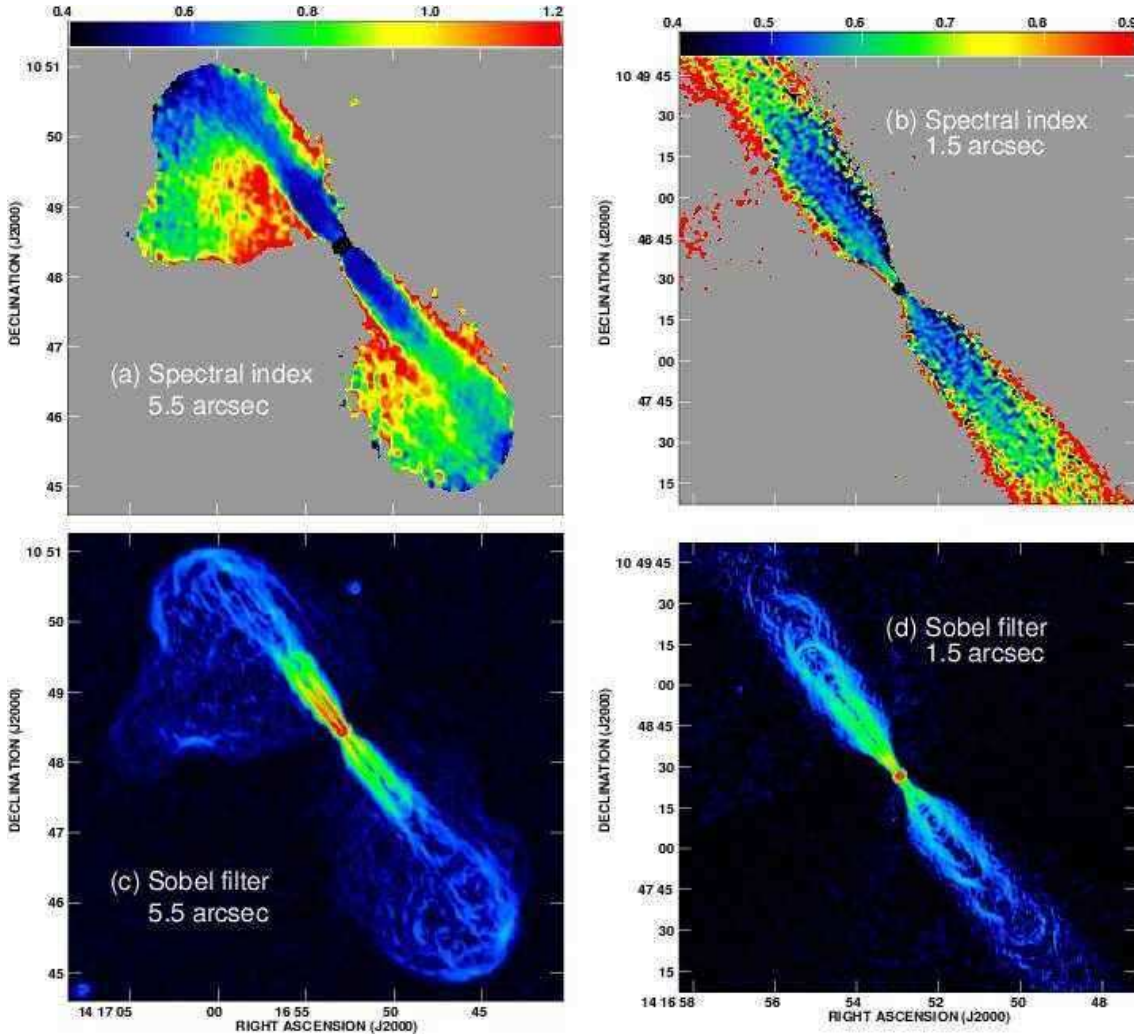 0.4 0.6 0.8 1.0 1.2
10 51
50
49
48
47
46
45
DECLINATION (J2000)
(a) Spectral index
5.5 arcsec
0.4 0.5 0.6 0.7 0.8 0.9
10 49 45
30
15
00
48 45
30
15
00
47 45
30
15
DECLINATION (J2000)
(b) Spectral index
1.5 arcsec
10 51
50
49
48
47
46
45
DECLINATION (J2000)
(c) Sobel filter
5.5 arcsec
14 17 05 00 16 55 50 45
RIGHT ASCENSION (J2000)
10 49 45
30
15
00
48 45
30
15
00
47 45
30
15
DECLINATION (J2000)
(d) Sobel filter
1.5 arcsec
14 16 58 56 54 52 50 48
RIGHT ASCENSION (J2000)